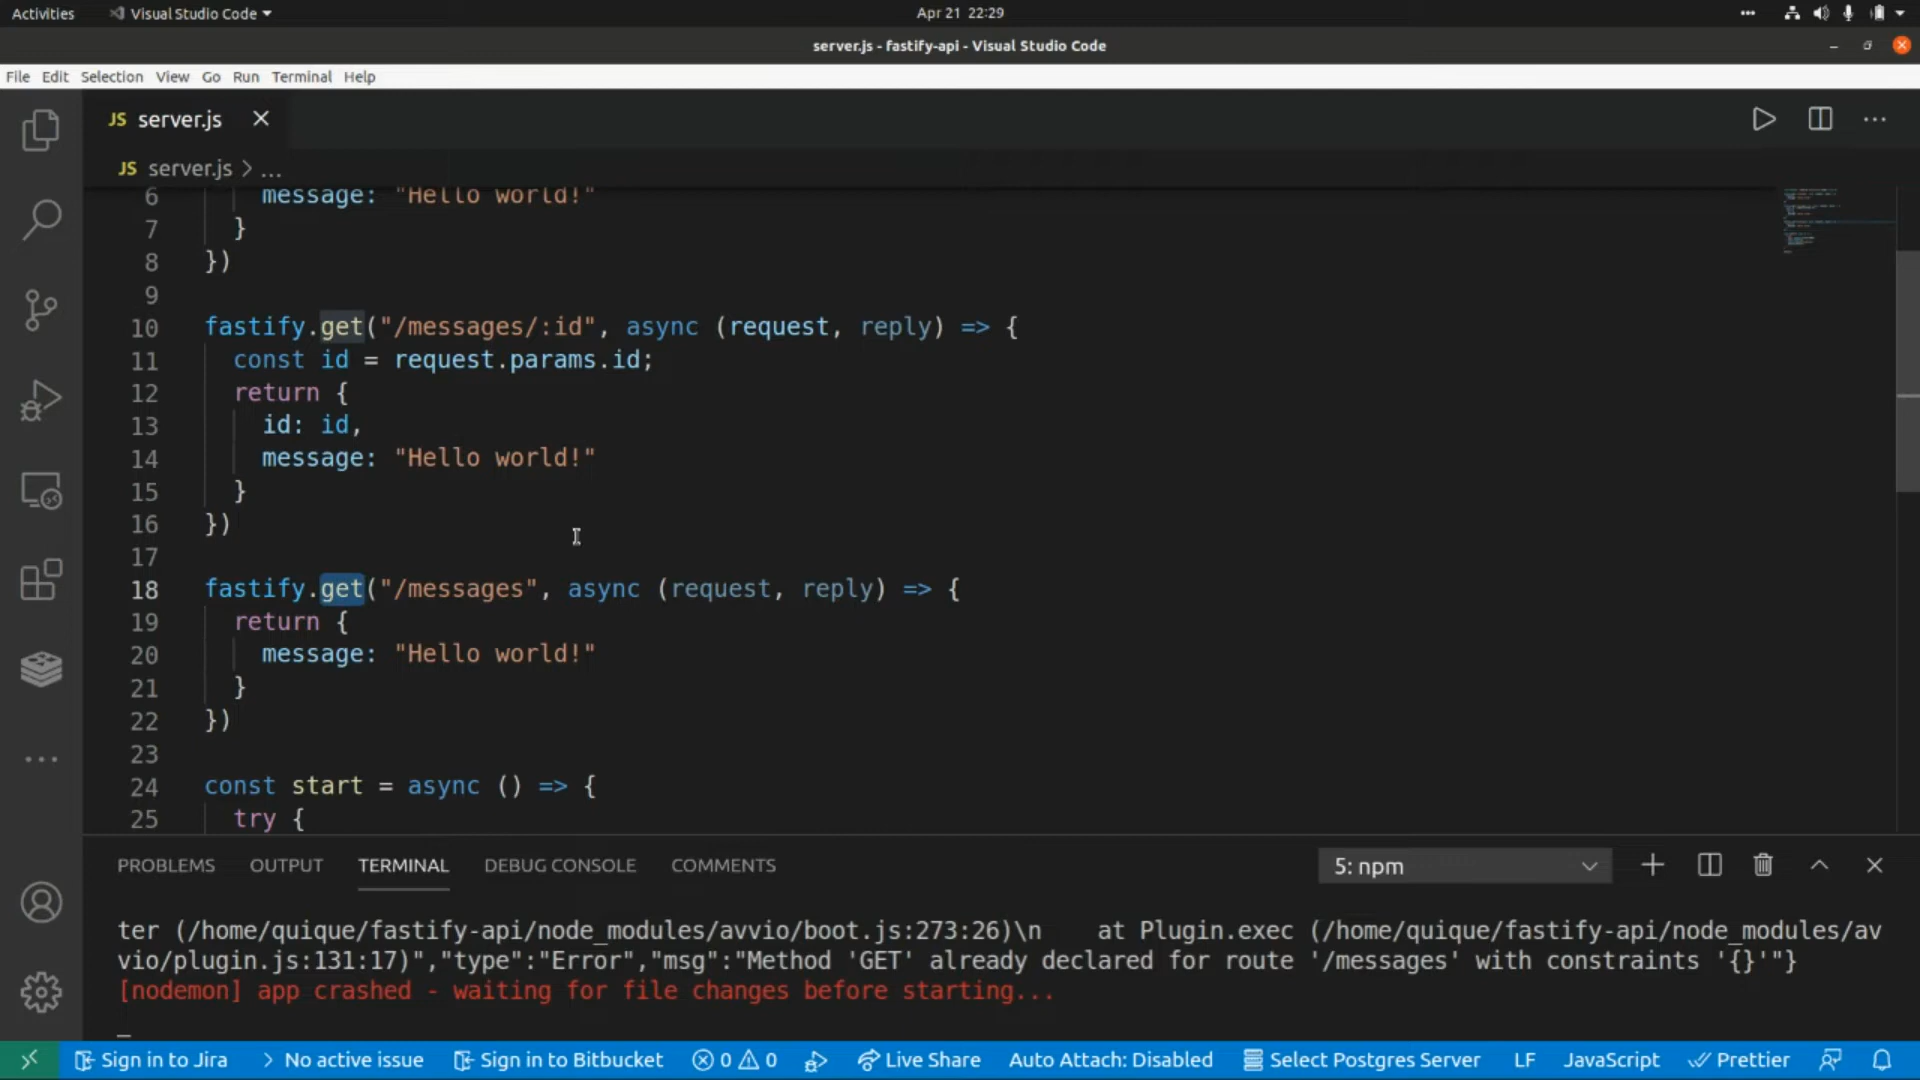 Activities Visual Studio Code Apr 21 22:29
server.js - fastify-api - Visual Studio Code
File Edit Selection View Go Run Terminal Help
JS server.js
JS server.js > ...
6 message: "Hello world!"
7 }
8 })
9
10 fastify.get("/messages/:id", async (request, reply) => {
11 const id = request.params.id;
12 return {
13 id: id,
14 message: "Hello world!"
15 }
16 })
17
18 fastify.get("/messages", async (request, reply) => {
19 return {
20 message: "Hello world!"
21 }
22 })
23
24 const start = async () => {
25 try {
PROBLEMS OUTPUT TERMINAL DEBUG CONSOLE COMMENTS 5: npm
ter (/home/quique/fastify-api/node_modules/avvio/boot.js:273:26)\n    at Plugin.exec (/home/quique/fastify-api/node_modules/av
vio/plugin.js:131:17)","type":"Error","msg":"Method 'GET' already declared for route '/messages' with constraints '{}'"}
[nodemon] app crashed - waiting for file changes before starting...
Sign in to Jira No active issue Sign in to Bitbucket 0 0 Live Share Auto Attach: Disabled Select Postgres Server LF JavaScript Prettier